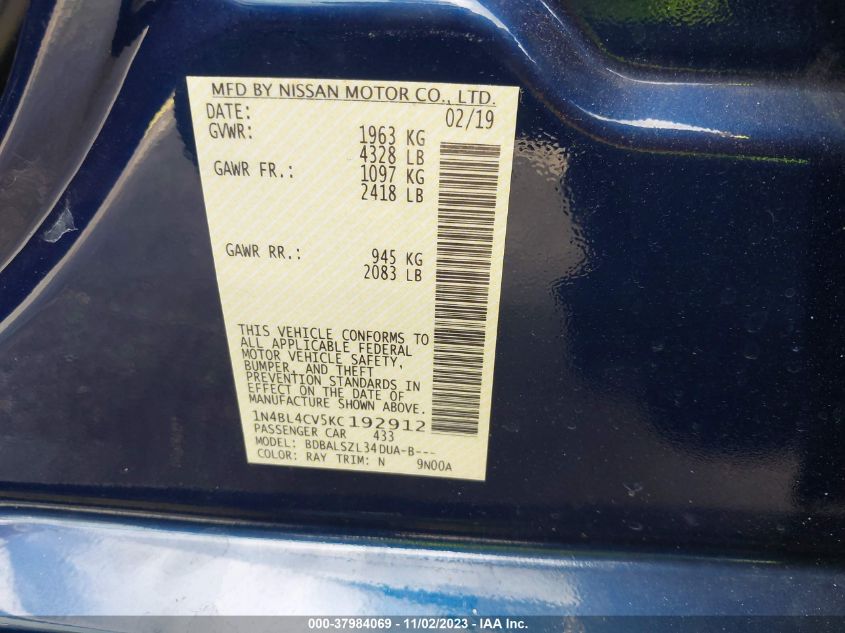 MFD BY NISSAN MOTOR CO., LTD.
DATE: 02/19
GVWR: 1963 KG
4328 LB
GAWR FR.: 1097 KG
2418 LB
GAWR RR.: 945 KG
2083 LB
THIS VEHICLE CONFORMS TO
ALL APPLICABLE FEDERAL
MOTOR VEHICLE SAFETY,
BUMPER, AND THEFT
PREVENTION STANDARDS IN
EFFECT ON THE DATE OF
MANUFACTURE SHOWN ABOVE.
1N4BL4CV5KC192912
PASSENGER CAR 433
MODEL: BDBALSZL34DUA-B---
COLOR: RAY TRIM: N 9N00A
000-37984069 - 11/02/2023 - IAA Inc.